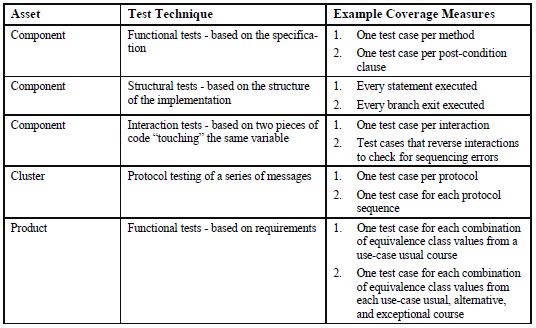 Asset Test Technique Example Coverage Measures
Component Functional tests - based on the specifica- 1. One test case per method
tion 2. One test case per post-condition
clause
Component Structural tests - based on the structure 1. Every statement executed
of the implementation 2. Every branch exit executed
Component Interaction tests - based on two pieces of 1. One test case per interaction
code “touching” the same variable 2. Test cases that reverse interactions
to check for sequencing errors
Cluster Protocol testing of a series of messages 1. One test case per protocol
2. One test case for each protocol
sequence
Product Functional tests - based on requirements 1. One test case for each combination
of equivalence class values from a
use-case usual course
2. One test case for each combination
of equivalence class values from
each use-case usual, alternative,
and exceptional course